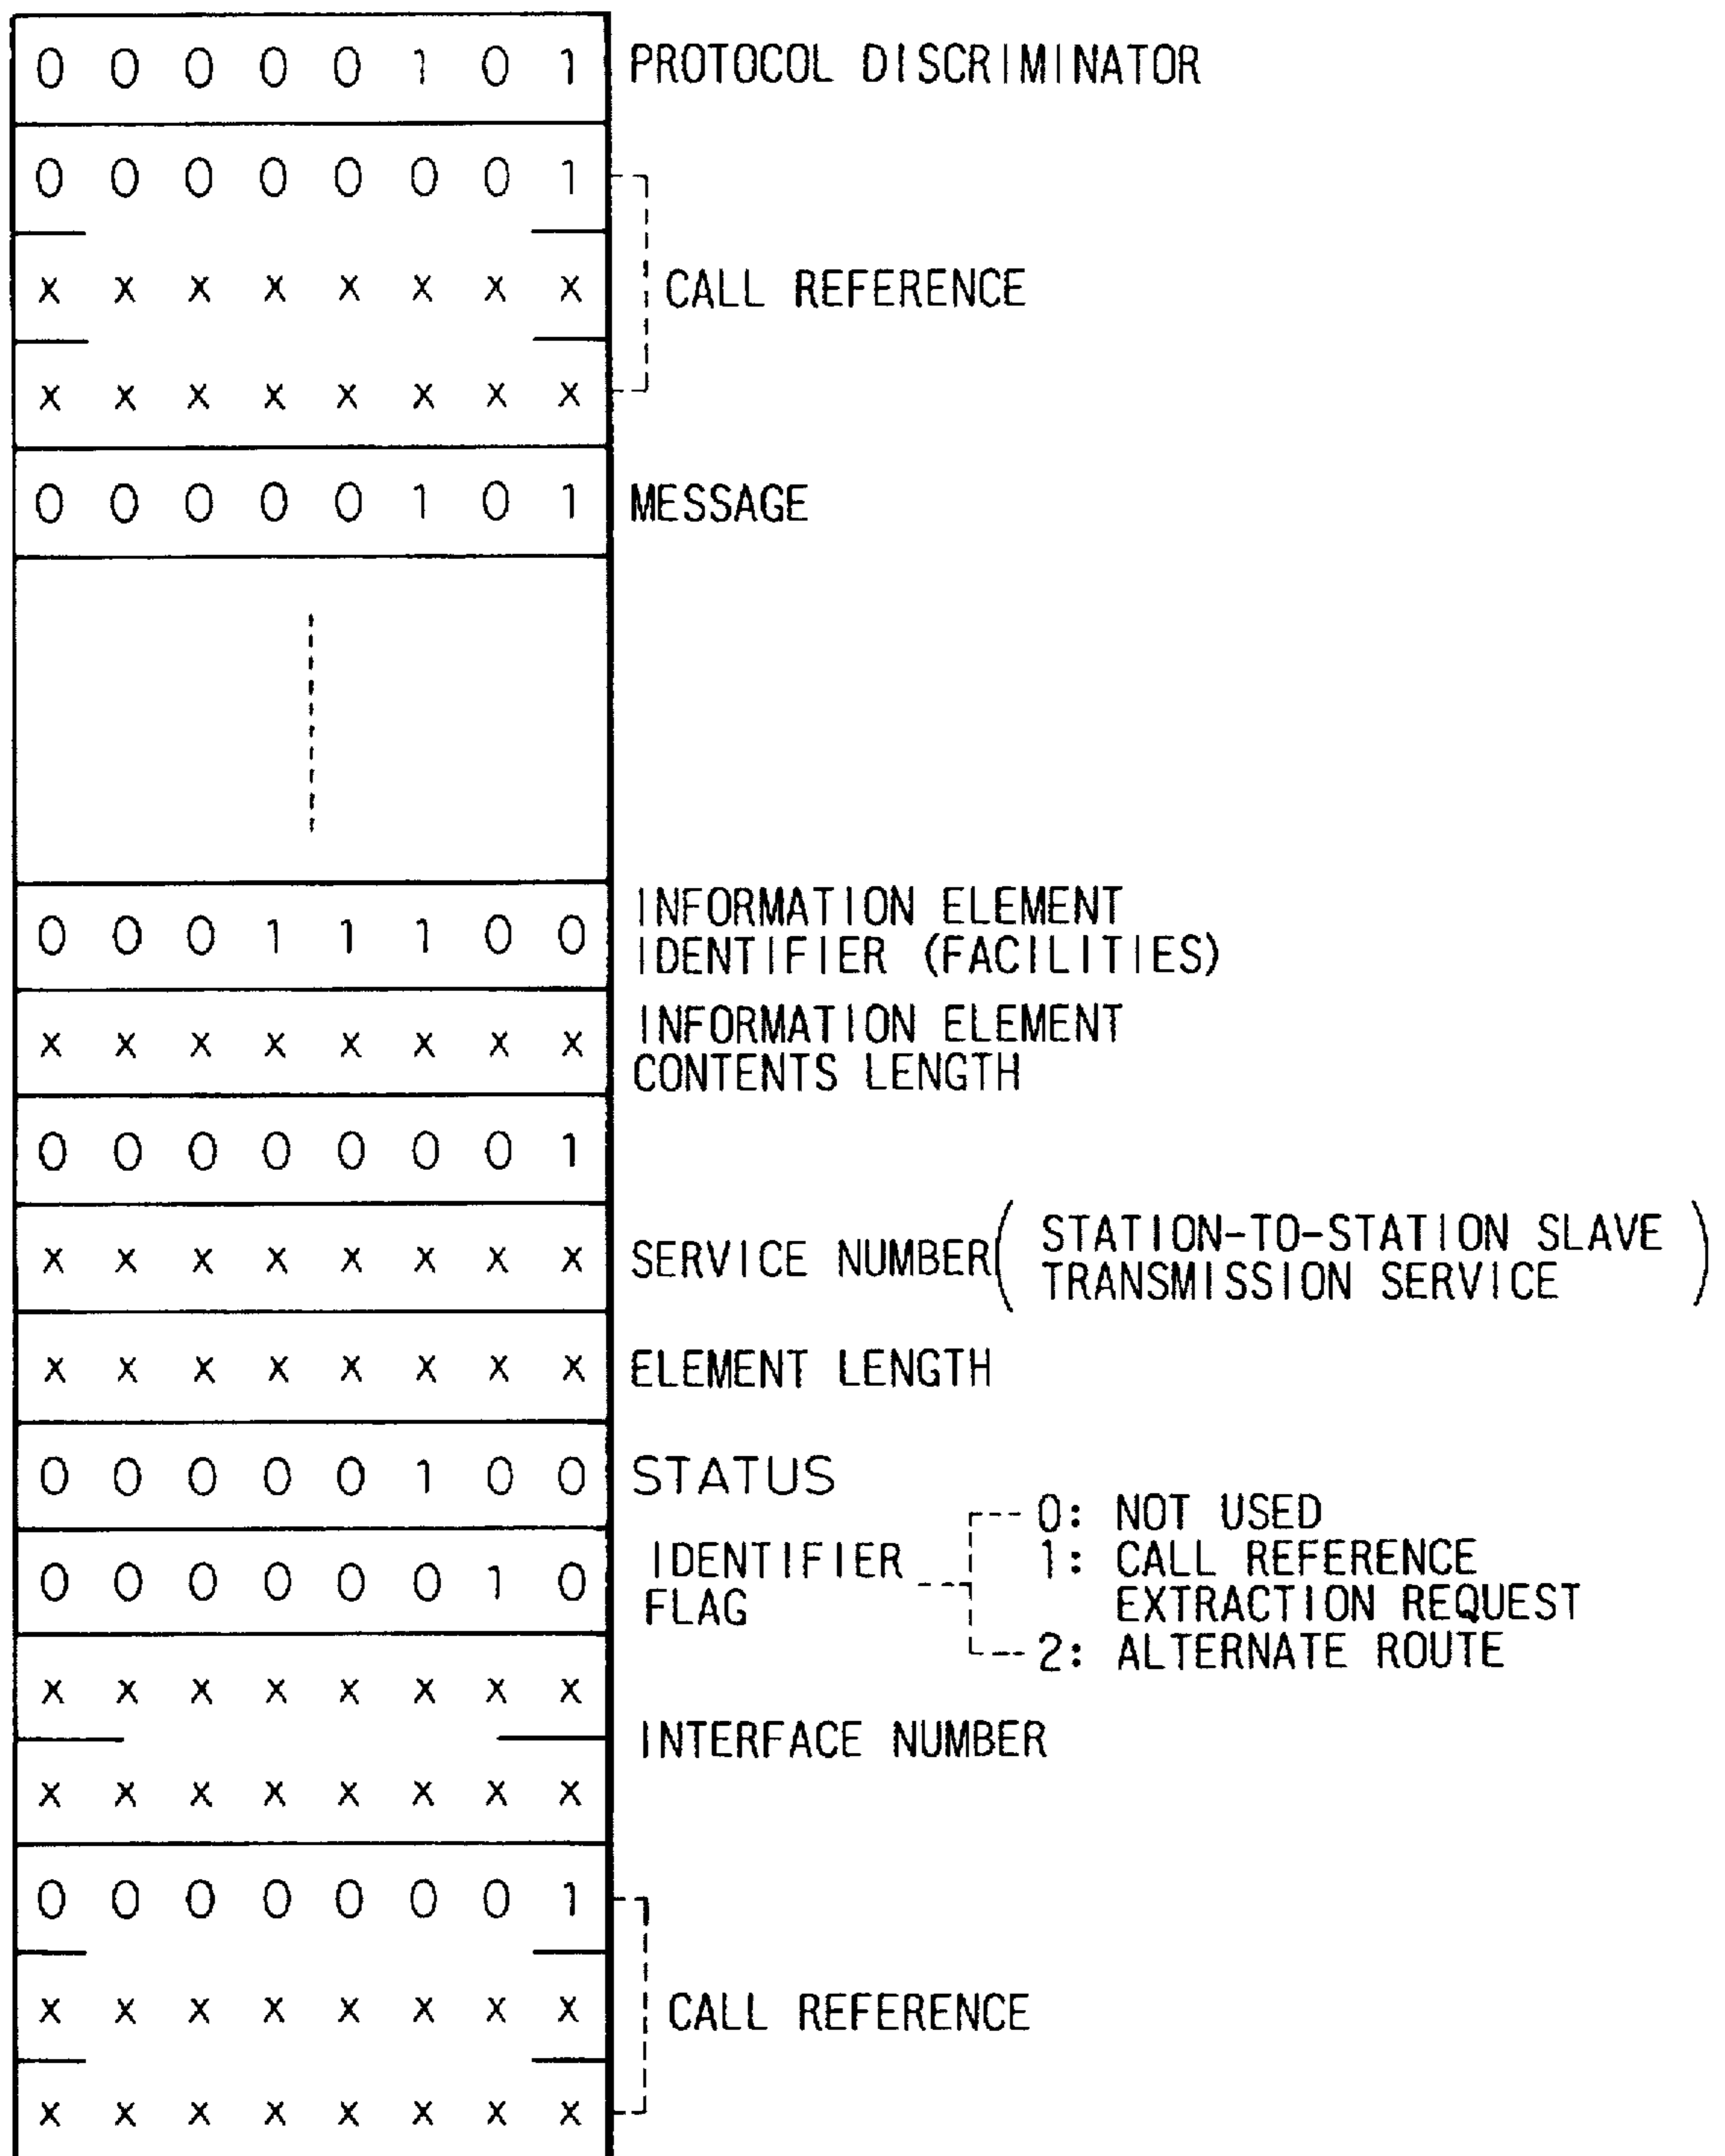 0 0 0 0 0 1 0 1 PROTOCOL DISCRIMINATOR
0 0 0 0 0 0 0 1
x x x x x x x x CALL REFERENCE
x x x x x x x x
0 0 0 0 0 1 0 1 MESSAGE
0 0 0 1 1 1 0 0 INFORMATION ELEMENT
IDENTIFIER (FACILITIES)
x x x x x x x x INFORMATION ELEMENT
CONTENTS LENGTH
0 0 0 0 0 0 0 1
x x x x x x x x SERVICE NUMBER ( STATION-TO-STATION SLAVE
TRANSMISSION SERVICE )
x x x x x x x x ELEMENT LENGTH
0 0 0 0 0 1 0 0 STATUS
0 0 0 0 0 0 1 0 IDENTIFIER
FLAG
0: NOT USED
1: CALL REFERENCE
EXTRACTION REQUEST
2: ALTERNATE ROUTE
x x x x x x x x
INTERFACE NUMBER
x x x x x x x x
0 0 0 0 0 0 0 1
x x x x x x x x CALL REFERENCE
x x x x x x x x